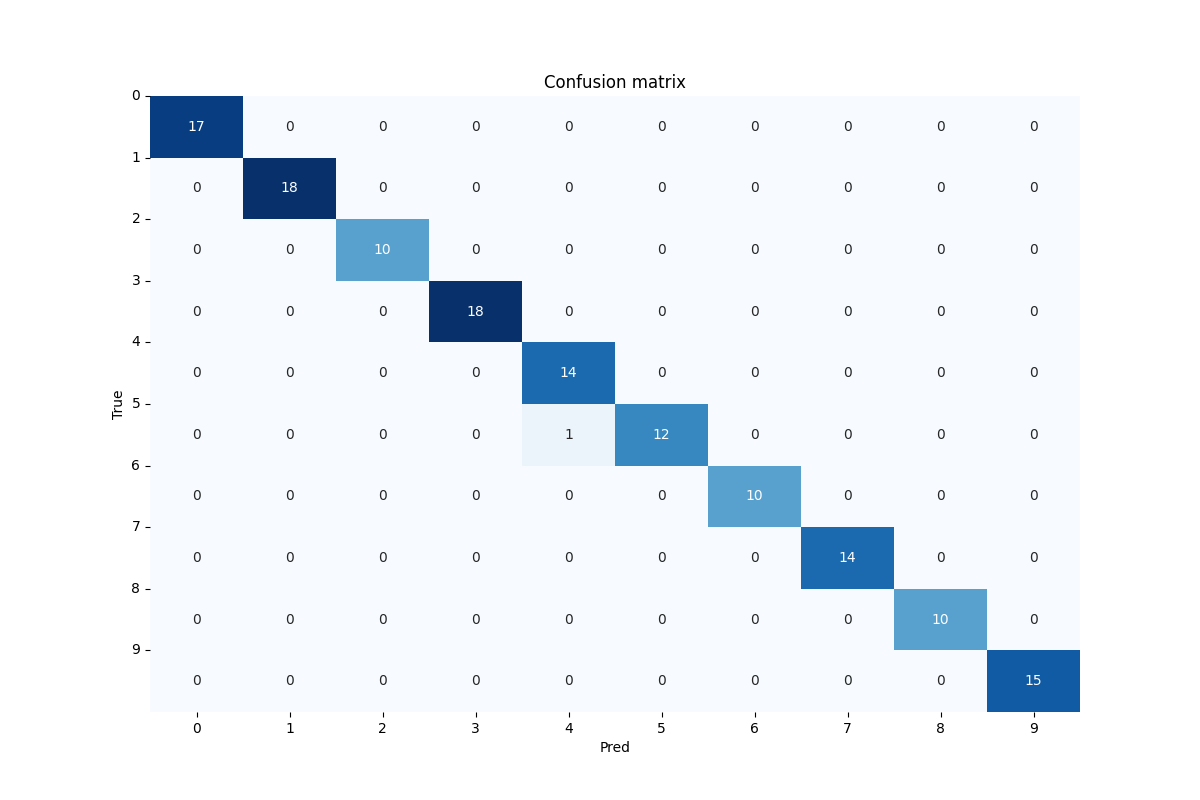 Confusion matrix
0
17 0 0 0 0 0 0 0 0 0
1
0 18 0 0 0 0 0 0 0 0
2
0 0 10 0 0 0 0 0 0 0
3
0 0 0 18 0 0 0 0 0 0
4
0 0 0 0 14 0 0 0 0 0
True
5
0 0 0 0 1 12 0 0 0 0
6
0 0 0 0 0 0 10 0 0 0
7
0 0 0 0 0 0 0 14 0 0
8
0 0 0 0 0 0 0 0 10 0
9
0 0 0 0 0 0 0 0 0 15
0 1 2 3 4 5 6 7 8 9
Pred